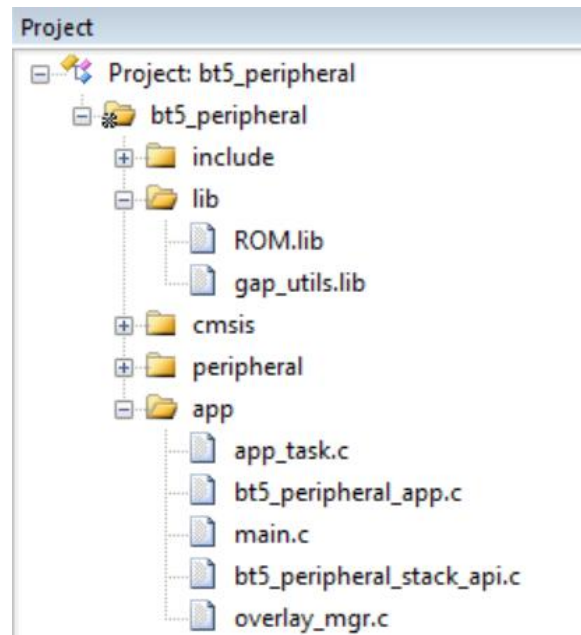 Project
Project: bt5_peripheral
bt5_peripheral
include
lib
ROM.lib
gap_utils.lib
cmsis
peripheral
app
app_task.c
bt5_peripheral_app.c
main.c
bt5_peripheral_stack_api.c
overlay_mgr.c